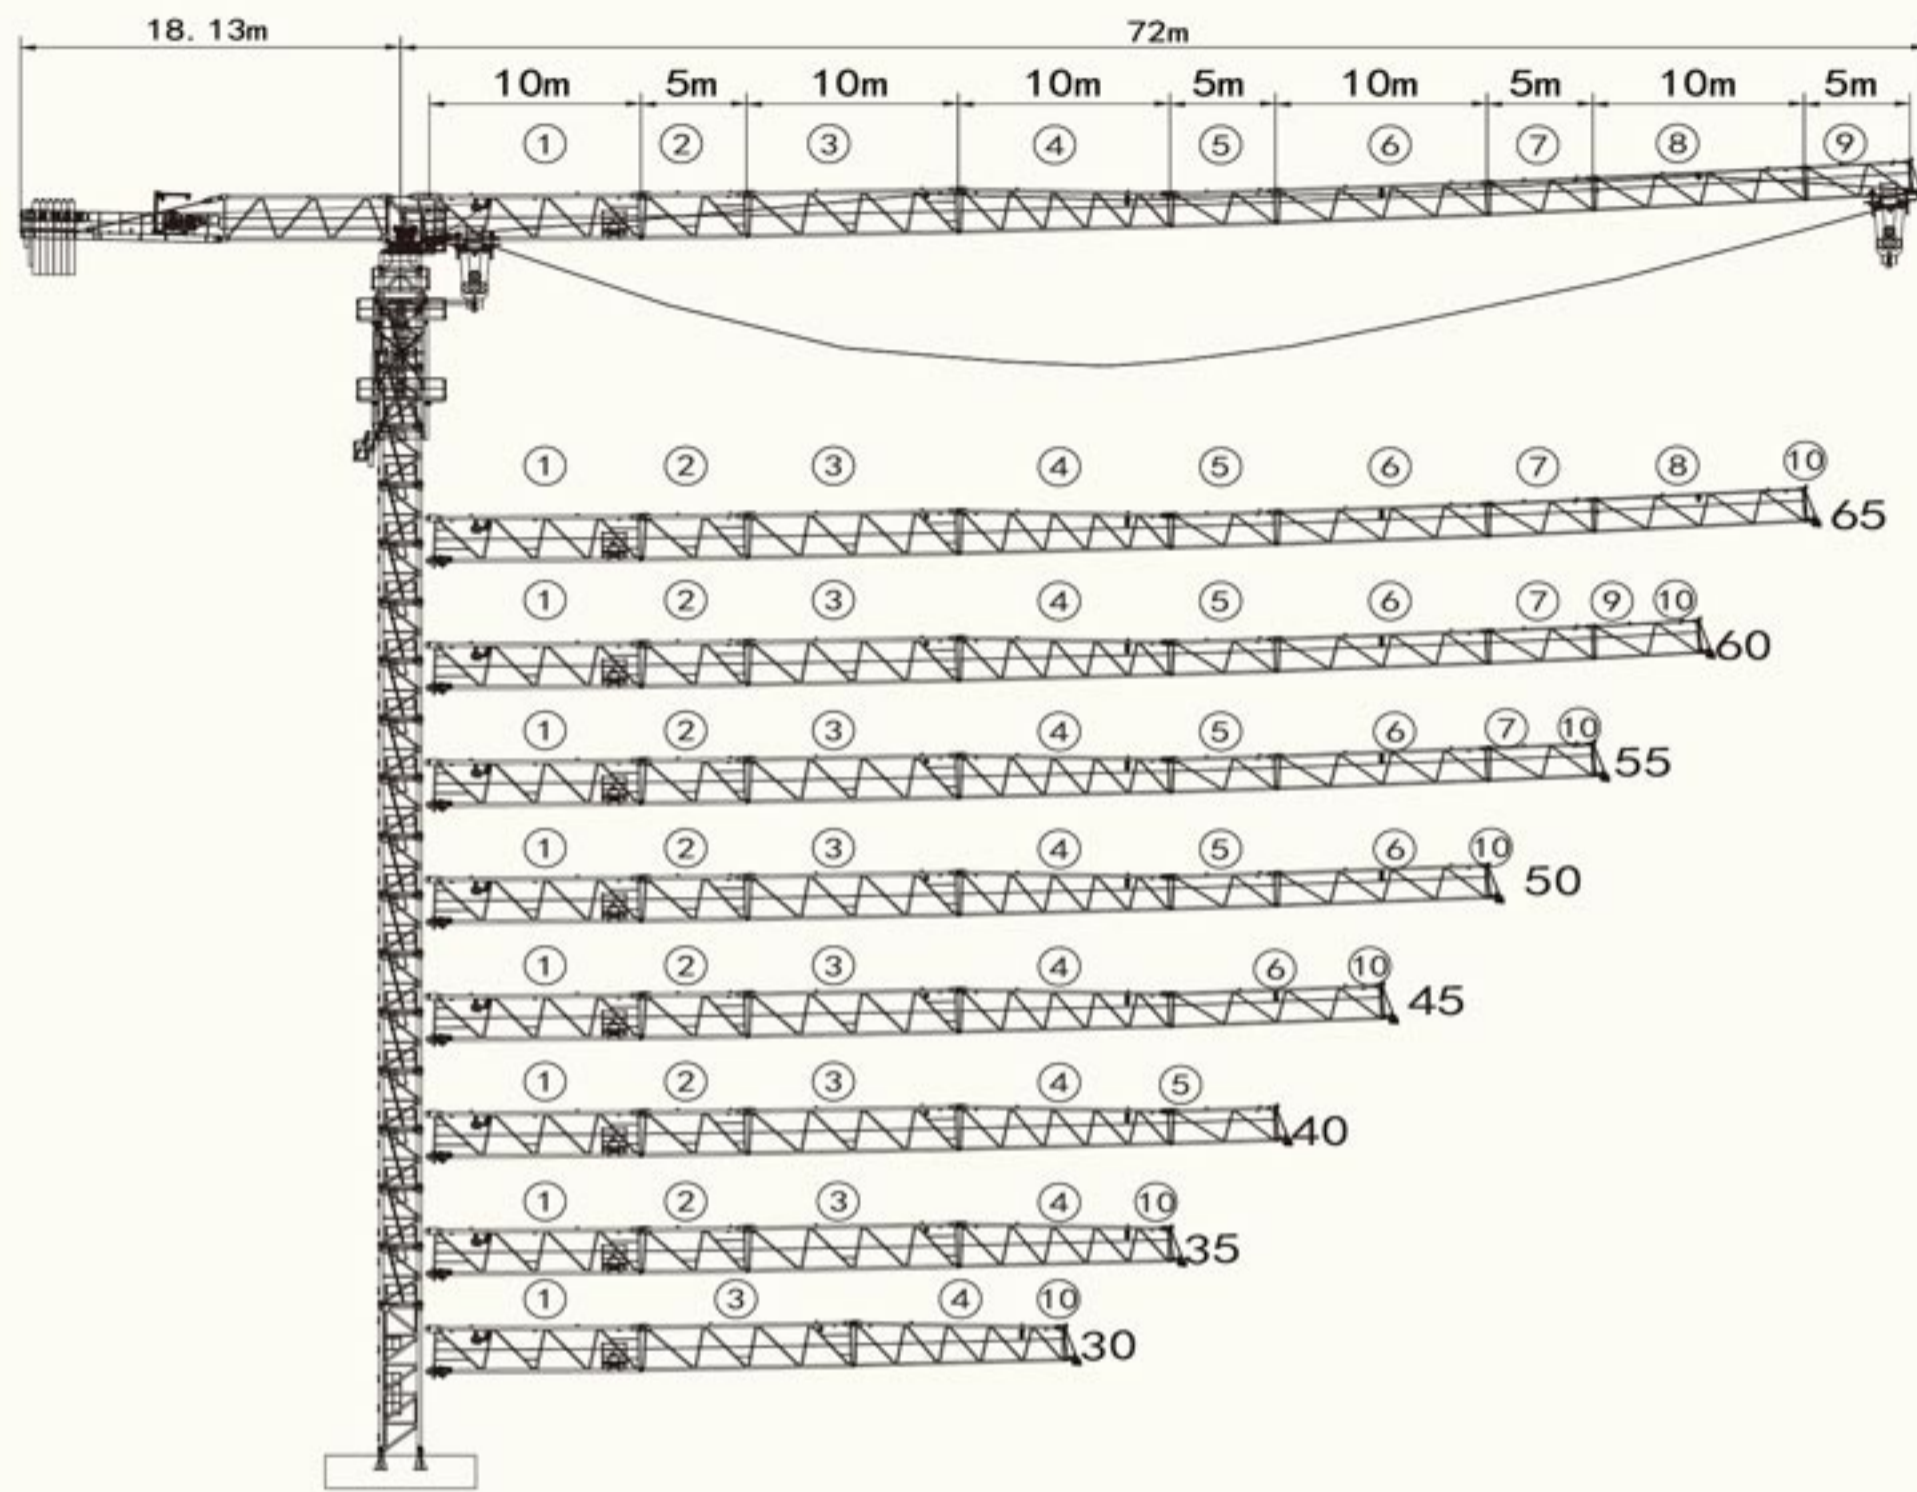 18. 13m 72m
10m 5m 10m 10m 5m 10m 5m 10m 5m
① ② ③ ④ ⑤ ⑥ ⑦ ⑧ ⑨
① ② ③ ④ ⑤ ⑥ ⑦ ⑧ ⑩
65
① ② ③ ④ ⑤ ⑥ ⑦ ⑨ ⑩
60
① ② ③ ④ ⑤ ⑥ ⑦ ⑩
55
① ② ③ ④ ⑤ ⑥ ⑩
50
① ② ③ ④ ⑥ ⑩
45
① ② ③ ④ ⑤
40
① ② ③ ④ ⑩
35
① ③ ④ ⑩
30